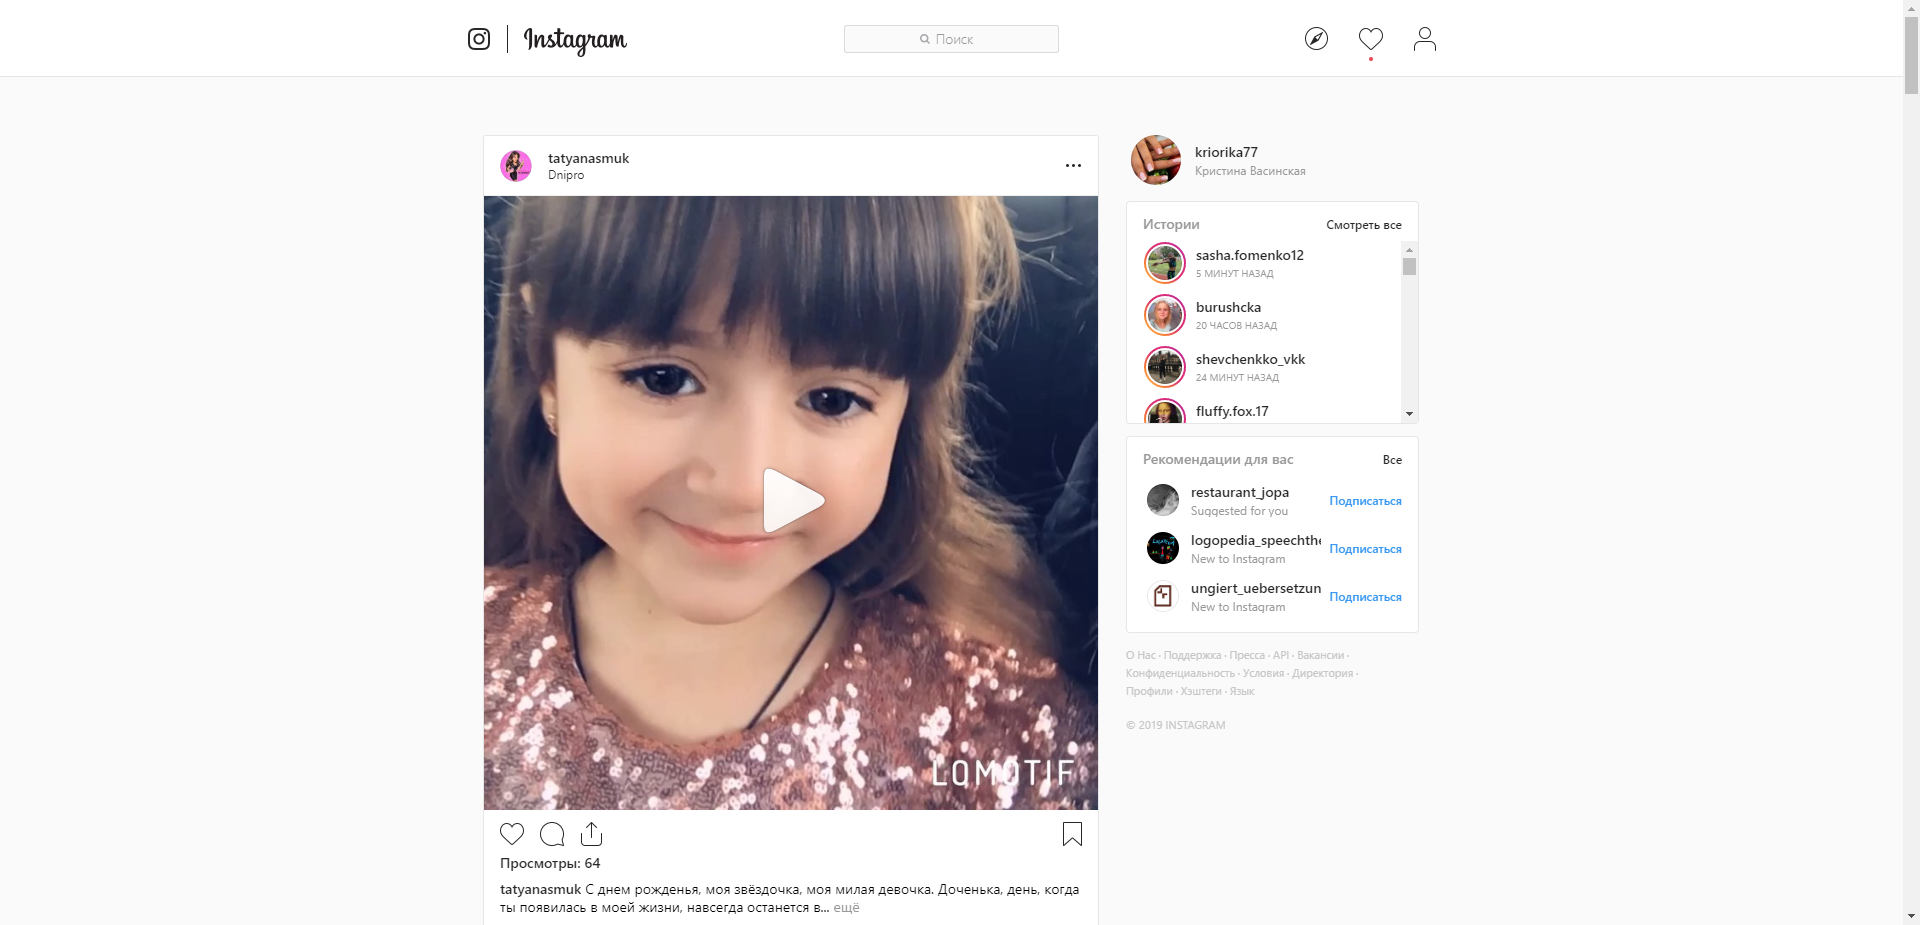 Instagram
Поиск
tatyanasmuk
Dnipro
LOMOTIF
Просмотры: 64
tatyanasmuk С днем рожденья, моя звёздочка, моя милая девочка. Доченька, день, когда
ты появилась в моей жизни, навсегда останется в... ещё
kriorika77
Кристина Васинская
Истории
Смотреть все
sasha.fomenko12
5 МИНУТ НАЗАД
burushcka
20 ЧАСОВ НАЗАД
shevchenkko_vkk
24 МИНУТ НАЗАД
fluffy.fox.17
Рекомендации для вас
Все
restaurant_jopa
Suggested for you
Подписаться
logopedia_speechthe
New to Instagram
Подписаться
ungiert_uebersetzun
New to Instagram
Подписаться
О Нас · Поддержка · Пресса · API · Вакансии ·
Конфиденциальность · Условия · Директория ·
Профили · Хэштеги · Язык
© 2019 INSTAGRAM